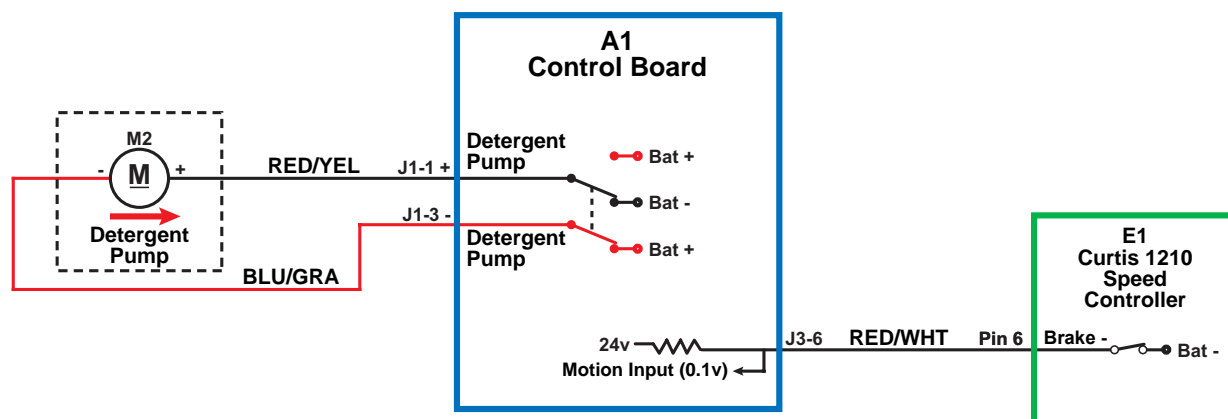 A1
Control Board
M2
M
- +
Detergent
Pump
RED/YEL
J1-1 +
Detergent
Pump
Bat +
Bat -
J1-3 -
Detergent
Pump
Bat +
BLU/GRA
24v
Motion Input (0.1v)
J3-6
RED/WHT
Pin 6
E1
Curtis 1210
Speed
Controller
Brake -
Bat -